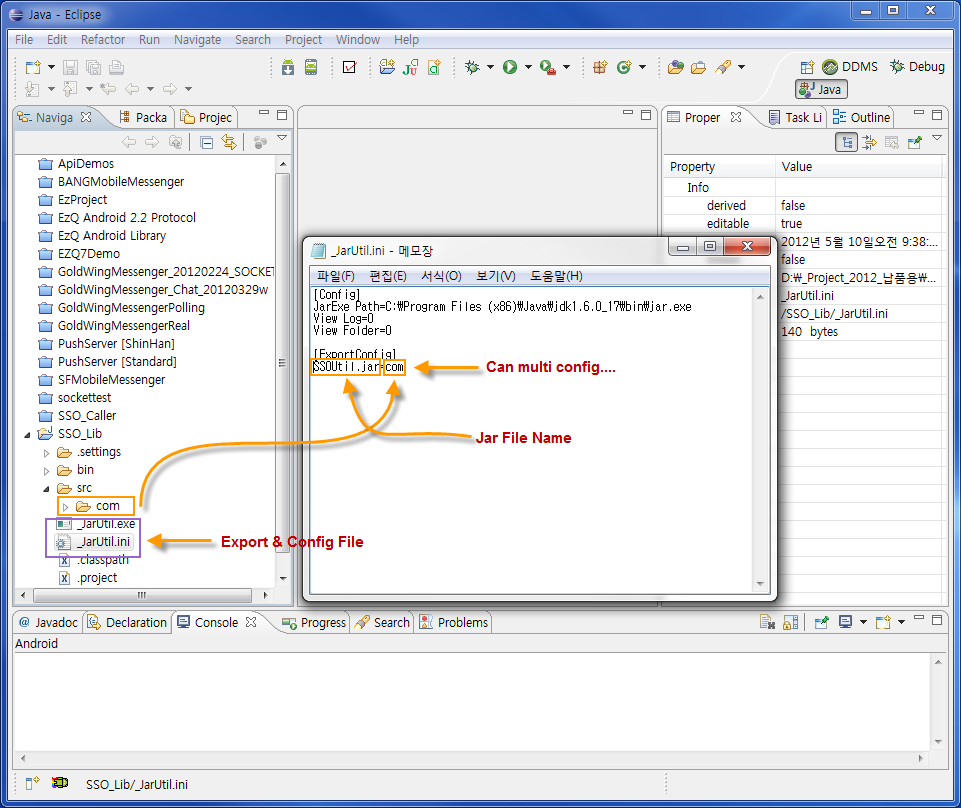 Java - Eclipse
File Edit Refactor Run Navigate Search Project Window Help
DDMS Debug
Java
Naviga Packa Projec
ApiDemos
BANGMobileMessenger
EzProject
EzQ Android 2.2 Protocol
EzQ Android Library
EZQ7Demo
GoldWingMessenger_20120224_SOCKET
GoldWingMessenger_Chat_20120329w
GoldWingMessengerPolling
GoldWingMessengerReal
PushServer [ShinHan]
PushServer [Standard]
SFMobileMessenger
sockettest
SSO_Caller
SSO_Lib
.settings
bin
src
com
_JarUtil.exe
_JarUtil.ini
.classpath
.project
Export & Config File
_JarUtil.ini - 메모장
파일(F) 편집(E) 서식(O) 보기(V) 도움말(H)
[Config]
JarExe Path=C:₩Program Files (x86)₩Java₩jdk1.6.0_17₩bin₩jar.exe
View Log=0
View Folder=0
[ExportConfig]
SSOUtil.jar=com
Can multi config....
Jar File Name
Proper Task Li Outline
Property Value
Info
derived false
editable true
2012년 5월 10일오전 9:38:...
false
D:₩_Project_2012_납품용₩...
_JarUtil.ini
/SSO_Lib/_JarUtil.ini
140 bytes
@ Javadoc Declaration Console Progress Search Problems
Android
SSO_Lib/_JarUtil.ini